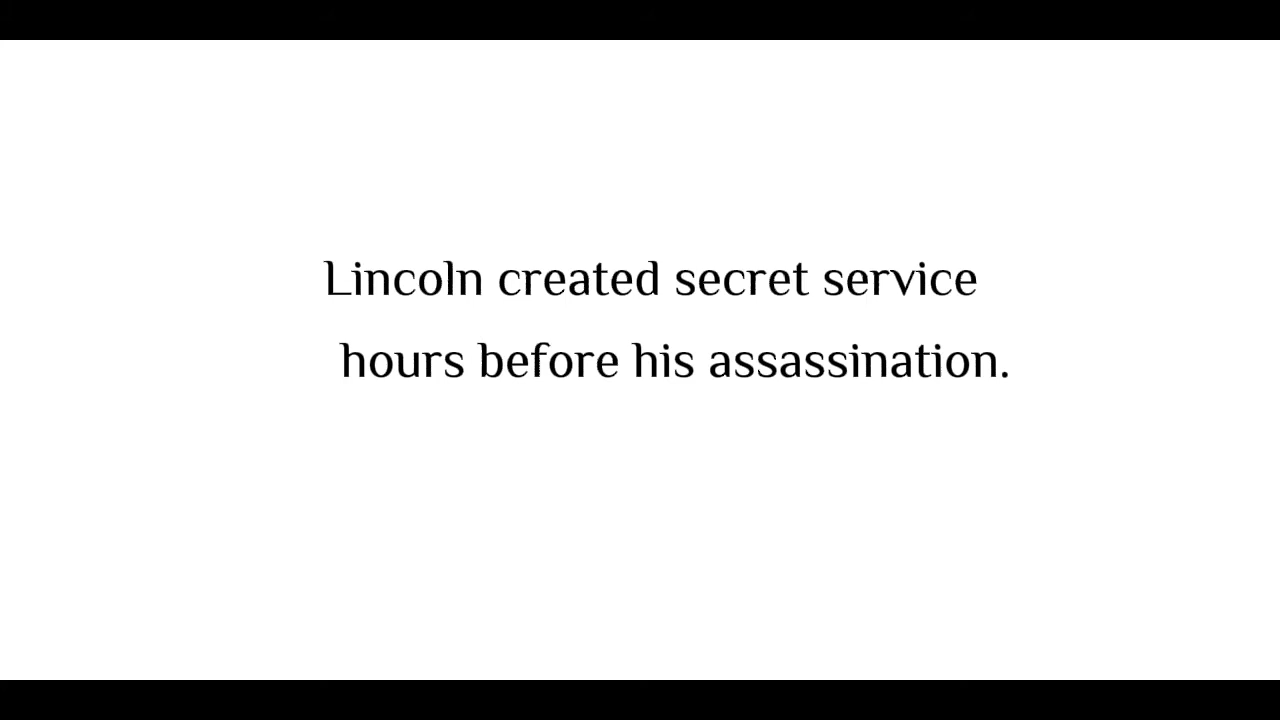 Lincoln created secret service
hours before his assassination.